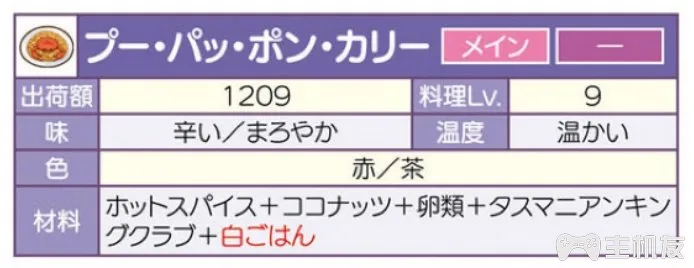 プー・パッ・ポン・カリー メイン ―
出荷額 1209 料理Lv. 9
味 辛い／まろやか 温度 温かい
色 赤／茶
材料 ホットスパイス＋ココナッツ＋卵類＋タスマニアンキン
グクラブ＋白ごはん
主机友